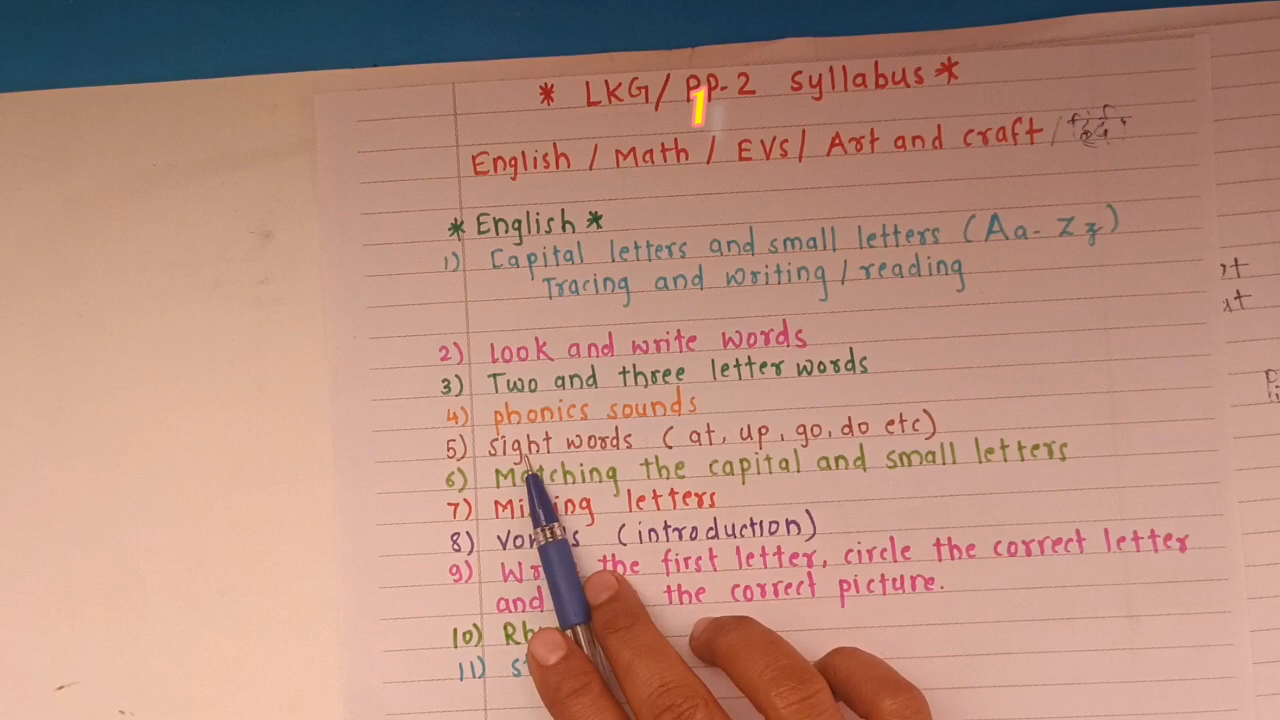 * LKG/ PP-2 Syllabus *
1
English / Math / EVS / Art and craft /
* English *
1) Capital letters and small letters (Aa- Zz)
Tracing and writing / reading
2) look and write words
3) Two and three letter words
4) phonics sounds
5) sight words ( at, up, go, do etc)
6) Matching the capital and small letters
7) letters
8) (introduction)
9) the first letter, circle the correct letter
and the correct picture.
10)
11)